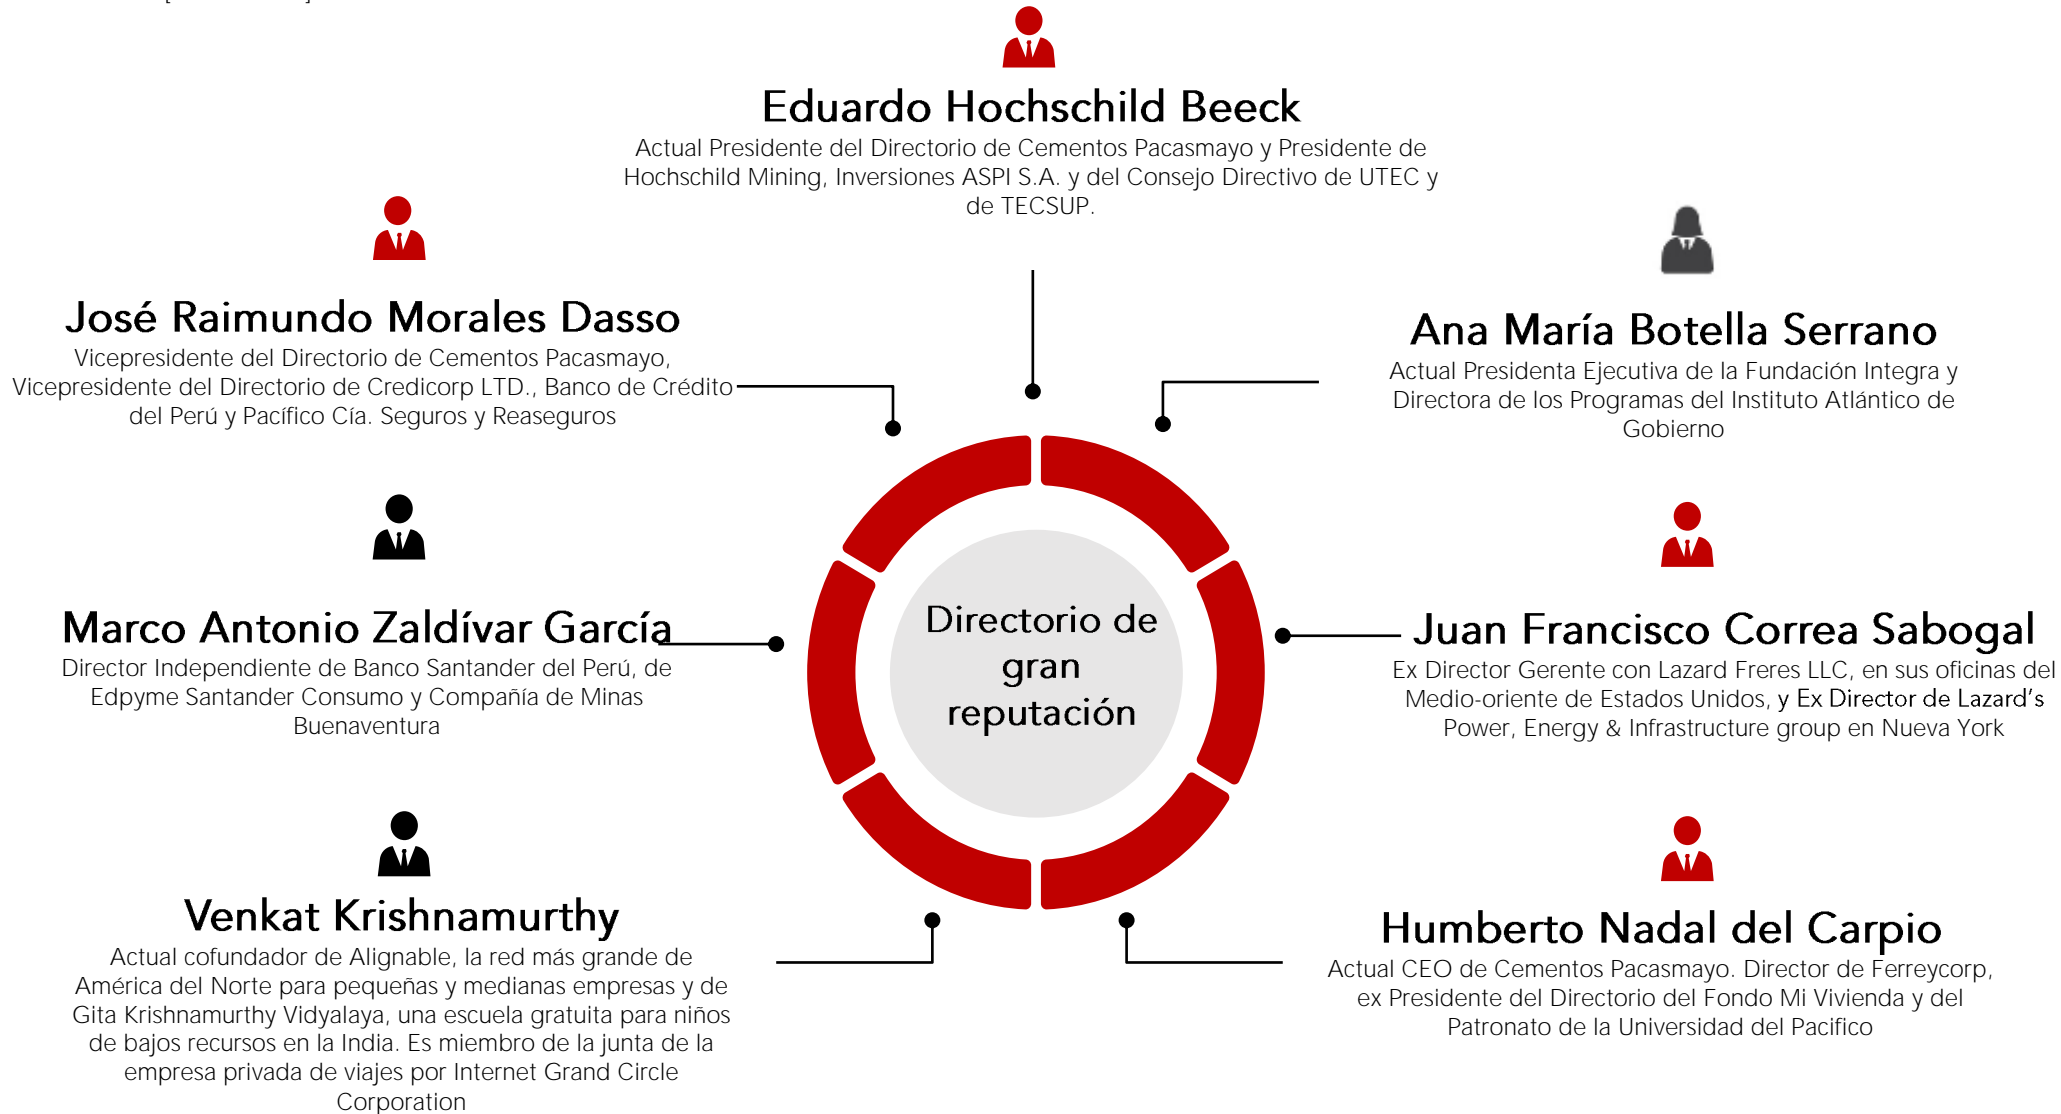 Eduardo Hochschild Beeck
Actual Presidente del Directorio de Cementos Pacasmayo y Presidente de
Hochschild Mining, Inversiones ASPI S.A. y del Consejo Directivo de UTEC y
de TECSUP.
José Raimundo Morales Dasso
Vicepresidente del Directorio de Cementos Pacasmayo,
Vicepresidente del Directorio de Credicorp LTD., Banco de Crédito
del Perú y Pacífico Cía. Seguros y Reaseguros
Ana María Botella Serrano
Actual Presidenta Ejecutiva de la Fundación Integra y
Directora de los Programas del Instituto Atlántico de
Gobierno
Marco Antonio Zaldívar García
Director Independiente de Banco Santander del Perú, de
Edpyme Santander Consumo y Compañía de Minas
Buenaventura
Directorio de
gran
reputación
Juan Francisco Correa Sabogal
Ex Director Gerente con Lazard Freres LLC, en sus oficinas del
Medio-oriente de Estados Unidos, y Ex Director de Lazard's
Power, Energy & Infrastructure group en Nueva York
Venkat Krishnamurthy
Actual cofundador de Alignable, la red más grande de
América del Norte para pequeñas y medianas empresas y de
Gita Krishnamurthy Vidyalaya, una escuela gratuita para niños
de bajos recursos en la India. Es miembro de la junta de la
empresa privada de viajes por Internet Grand Circle
Corporation
Humberto Nadal del Carpio
Actual CEO de Cementos Pacasmayo. Director de Ferreycorp,
ex Presidente del Directorio del Fondo Mi Vivienda y del
Patronato de la Universidad del Pacifico